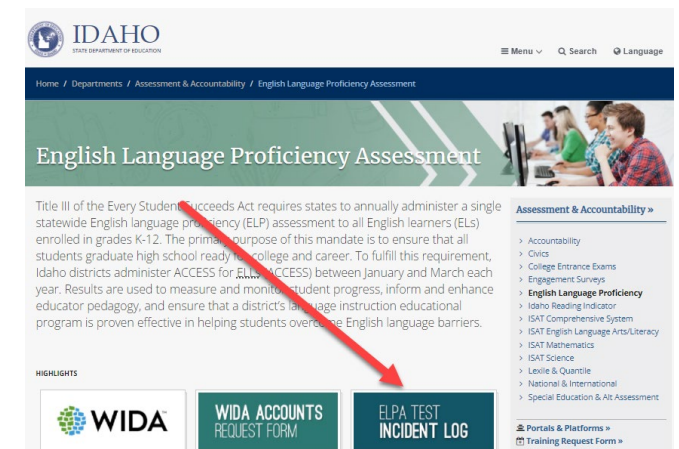 IDAHO
STATE DEPARTMENT OF EDUCATION
Menu
Search
Language
Home / Departments / Assessment & Accountability / English Language Proficiency Assessment
English Language Proficiency Assessment
Title III of the Every Student Succeeds Act requires states to annually administer a single
statewide English language proficiency (ELP) assessment to all English learners (ELs)
enrolled in grades K-12. The primary purpose of this mandate is to ensure that all
students graduate high school ready for college and career. To fulfill this requirement,
Idaho districts administer ACCESS for ELLs (ACCESS) between January and March each
year. Results are used to measure and monitor student progress, inform and enhance
educator pedagogy, and ensure that a district's language instruction educational
program is proven effective in helping students overcome English language barriers.
HIGHLIGHTS
WIDA
WIDA ACCOUNTS
REQUEST FORM
ELPA TEST
INCIDENT LOG
Assessment & Accountability »
> Accountability
> Civics
> College Entrance Exams
> Engagement Surveys
> English Language Proficiency
> Idaho Reading Indicator
> ISAT Comprehensive System
> ISAT English Language Arts/Literacy
> ISAT Mathematics
> ISAT Science
> Lexile & Quantile
> National & International
> Special Education & Alt Assessment
Portals & Platforms »
Training Request Form »